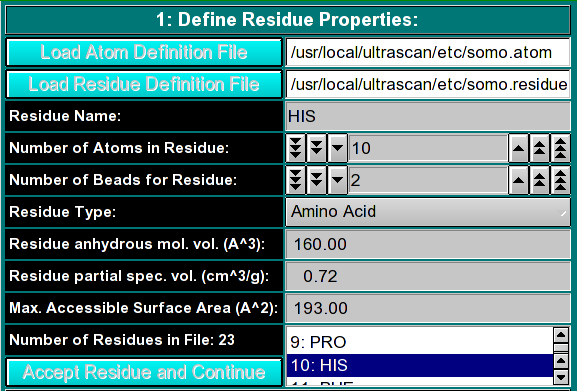 1: Define Residue Properties:
Load Atom Definition File /usr/local/ultrascan/etc/somo.atom
Load Residue Definition File /usr/local/ultrascan/etc/somo.residue
Residue Name: HIS
Number of Atoms in Residue: 10
Number of Beads for Residue: 2
Residue Type: Amino Acid
Residue anhydrous mol. vol. (A^3): 160.00
Residue partial spec. vol. (cm^3/g): 0.72
Max. Accessible Surface Area (A^2): 193.00
Number of Residues in File: 23 9: PRO
10: HIS
Accept Residue and Continue 11: PHE